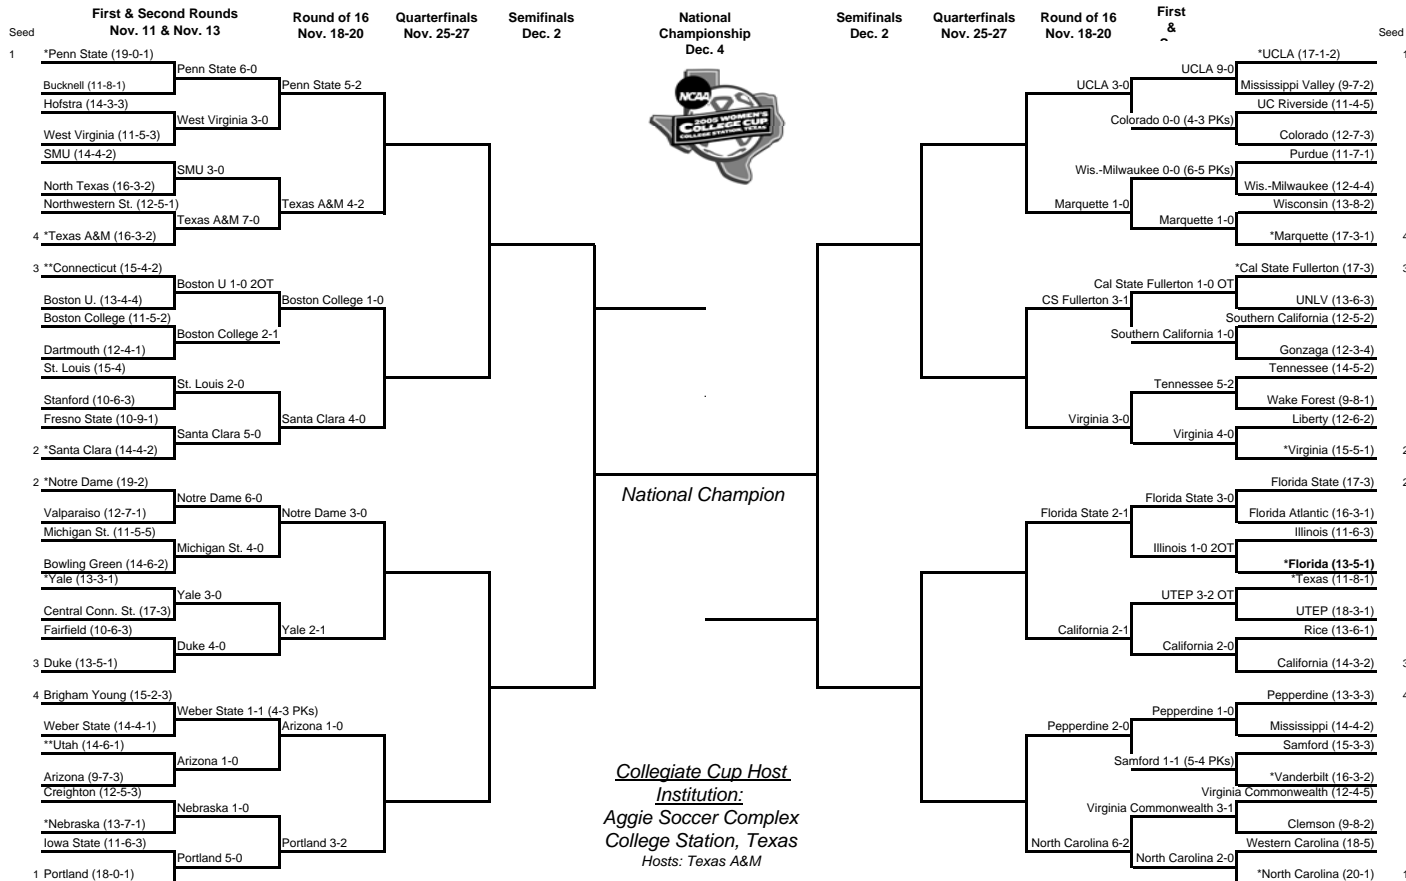 First & Second Rounds
Nov. 11 & Nov. 13
Round of 16
Nov. 18-20
Quarterfinals
Nov. 25-27
Semifinals
Dec. 2
National
Championship
Dec. 4
Semifinals
Dec. 2
Quarterfinals
Nov. 25-27
Round of 16
Nov. 18-20
First
&
Seed
Seed
NCAA
2005 WOMEN'S
COLLEGE CUP
COLLEGE STATION, TEXAS
1 *Penn State (19-0-1)
Penn State 6-0
Bucknell (11-8-1)
Penn State 5-2
Hofstra (14-3-3)
West Virginia 3-0
West Virginia (11-5-3)
SMU (14-4-2)
SMU 3-0
North Texas (16-3-2)
Northwestern St. (12-5-1)
Texas A&M 4-2
Texas A&M 7-0
4 *Texas A&M (16-3-2)
3 **Connecticut (15-4-2)
Boston U 1-0 2OT
Boston U. (13-4-4)
Boston College 1-0
Boston College (11-5-2)
Boston College 2-1
Dartmouth (12-4-1)
St. Louis (15-4)
St. Louis 2-0
Stanford (10-6-3)
Fresno State (10-9-1)
Santa Clara 4-0
Santa Clara 5-0
2 *Santa Clara (14-4-2)
2 *Notre Dame (19-2)
Notre Dame 6-0
Valparaiso (12-7-1)
Notre Dame 3-0
Michigan St. (11-5-5)
Michigan St. 4-0
Bowling Green (14-6-2)
*Yale (13-3-1)
Yale 3-0
Central Conn. St. (17-3)
Fairfield (10-6-3)
Yale 2-1
Duke 4-0
3 Duke (13-5-1)
4 Brigham Young (15-2-3)
Weber State 1-1 (4-3 PKs)
Weber State (14-4-1)
Arizona 1-0
**Utah (14-6-1)
Arizona 1-0
Arizona (9-7-3)
Creighton (12-5-3)
Nebraska 1-0
*Nebraska (13-7-1)
Iowa State (11-6-3)
Portland 3-2
Portland 5-0
1 Portland (18-0-1)
National Champion
Collegiate Cup Host
Institution:
Aggie Soccer Complex
College Station, Texas
Hosts: Texas A&M
*UCLA (17-1-2) 1
UCLA 9-0
UCLA 3-0
Mississippi Valley (9-7-2)
UC Riverside (11-4-5)
Colorado 0-0 (4-3 PKs)
Colorado (12-7-3)
Purdue (11-7-1)
Wis.-Milwaukee 0-0 (6-5 PKs)
Wis.-Milwaukee (12-4-4)
Marquette 1-0
Wisconsin (13-8-2)
Marquette 1-0
*Marquette (17-3-1) 4
*Cal State Fullerton (17-3) 3
Cal State Fullerton 1-0 OT
CS Fullerton 3-1
UNLV (13-6-3)
Southern California (12-5-2)
Southern California 1-0
Gonzaga (12-3-4)
Tennessee (14-5-2)
Tennessee 5-2
Wake Forest (9-8-1)
Virginia 3-0
Liberty (12-6-2)
Virginia 4-0
*Virginia (15-5-1) 2
Florida State (17-3) 2
Florida State 3-0
Florida State 2-1
Florida Atlantic (16-3-1)
Illinois (11-6-3)
Illinois 1-0 2OT
*Florida (13-5-1)
*Texas (11-8-1)
UTEP 3-2 OT
UTEP (18-3-1)
California 2-1
Rice (13-6-1)
California 2-0
California (14-3-2) 3
Pepperdine (13-3-3) 4
Pepperdine 1-0
Pepperdine 2-0
Mississippi (14-4-2)
Samford (15-3-3)
Samford 1-1 (5-4 PKs)
*Vanderbilt (16-3-2)
Virginia Commonwealth (12-4-5)
Virginia Commonwealth 3-1
Clemson (9-8-2)
North Carolina 6-2
Western Carolina (18-5)
North Carolina 2-0
*North Carolina (20-1) 1